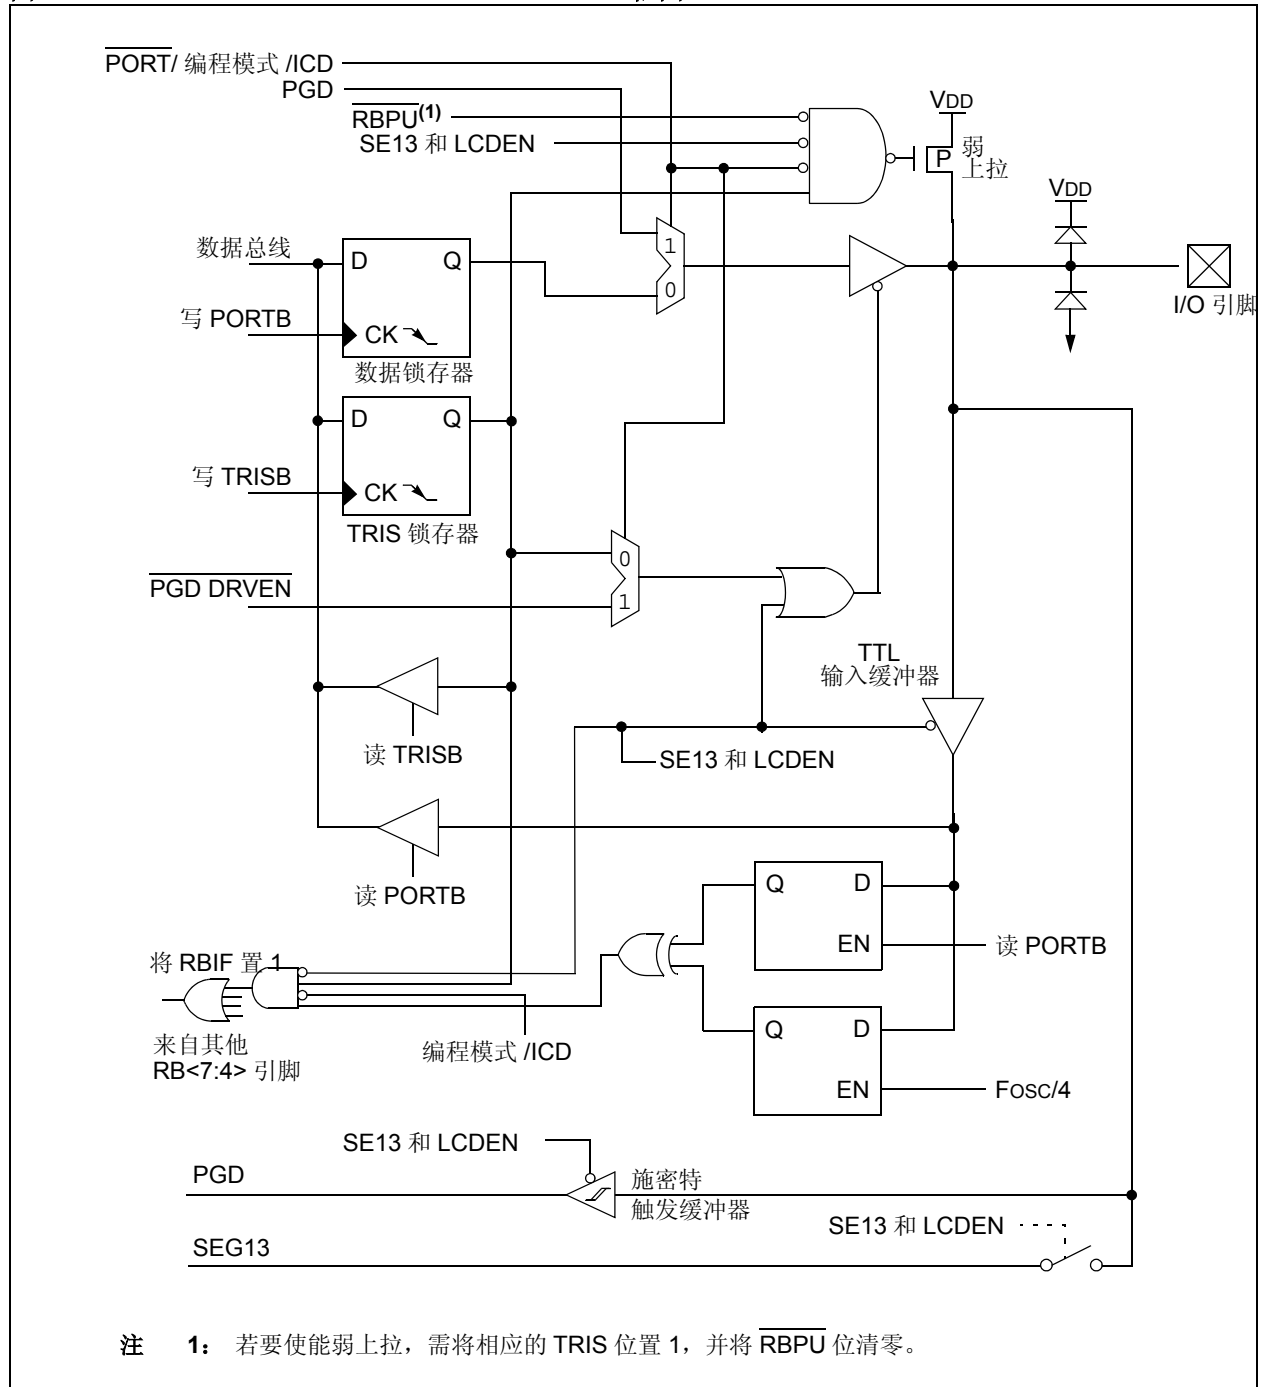 PORT/ 编程模式 /ICD
PGD
RBPU(1)
SE13 和 LCDEN
VDD
P
弱
上拉
VDD
数据总线
D
Q
1
0
I/O 引脚
写 PORTB
CK
数据锁存器
D
Q
写 TRISB
CK
TRIS 锁存器
0
PGD DRVEN
1
TTL
输入缓冲器
读 TRISB
SE13 和 LCDEN
读 PORTB
Q
D
EN
读 PORTB
将 RBIF 置 1
Q
D
来自其他
RB<7:4> 引脚
编程模式 /ICD
EN
FOSC/4
SE13 和 LCDEN
PGD
施密特
触发缓冲器
SE13 和 LCDEN
SEG13
注 1： 若要使能弱上拉，需将相应的 TRIS 位置 1，并将 RBPU 位清零。